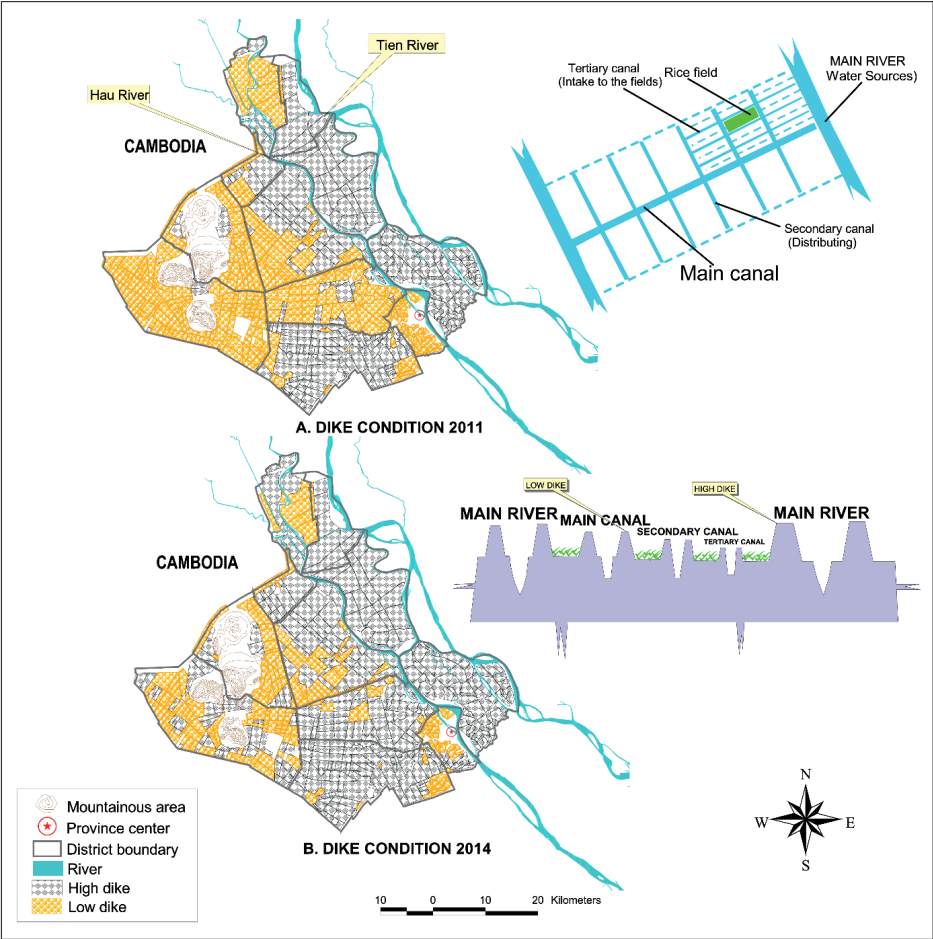 Tien River
Hau River
CAMBODIA
Tertiary canal
(Intake to the fields)
Rice field
MAIN RIVER
Water Sources)
Secondary canal
(Distributing)
Main canal
A. DIKE CONDITION 2011
LOW DIKE
HIGH DIKE
MAIN RIVER
MAIN CANAL
SECONDARY CANAL
TERTIARY CANAL
MAIN RIVER
CAMBODIA
B. DIKE CONDITION 2014
Mountainous area
Province center
District boundary
River
High dike
Low dike
10 0 10 20 Kilometers
N
W E
S